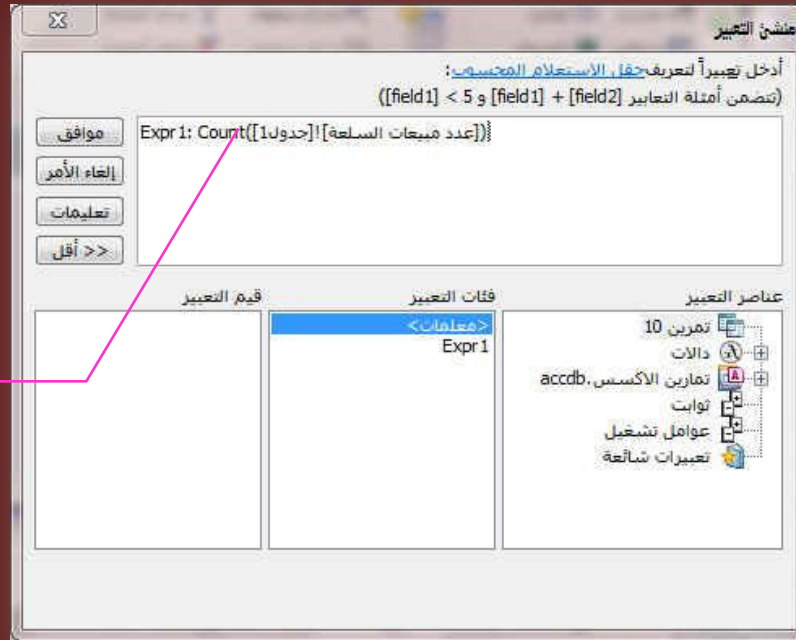 منشئ التعبير
أدخل تعبيراً لتعريف حقل الاستعلام المحسوب:
(تتضمن أمثلة التعابير [field1] + [field2] و [field1] < 5)
Expr1: Count([جدول1]![عدد مبيعات السلعة])
موافق
إلغاء الأمر
تعليمات
<< أقل
عناصر التعبير
تمرين 10
دالات
تمارين الاكسس.accdb
ثوابت
عوامل تشغيل
تعبيرات شائعة
فئات التعبير
<معلمات>
Expr1
قيم التعبير